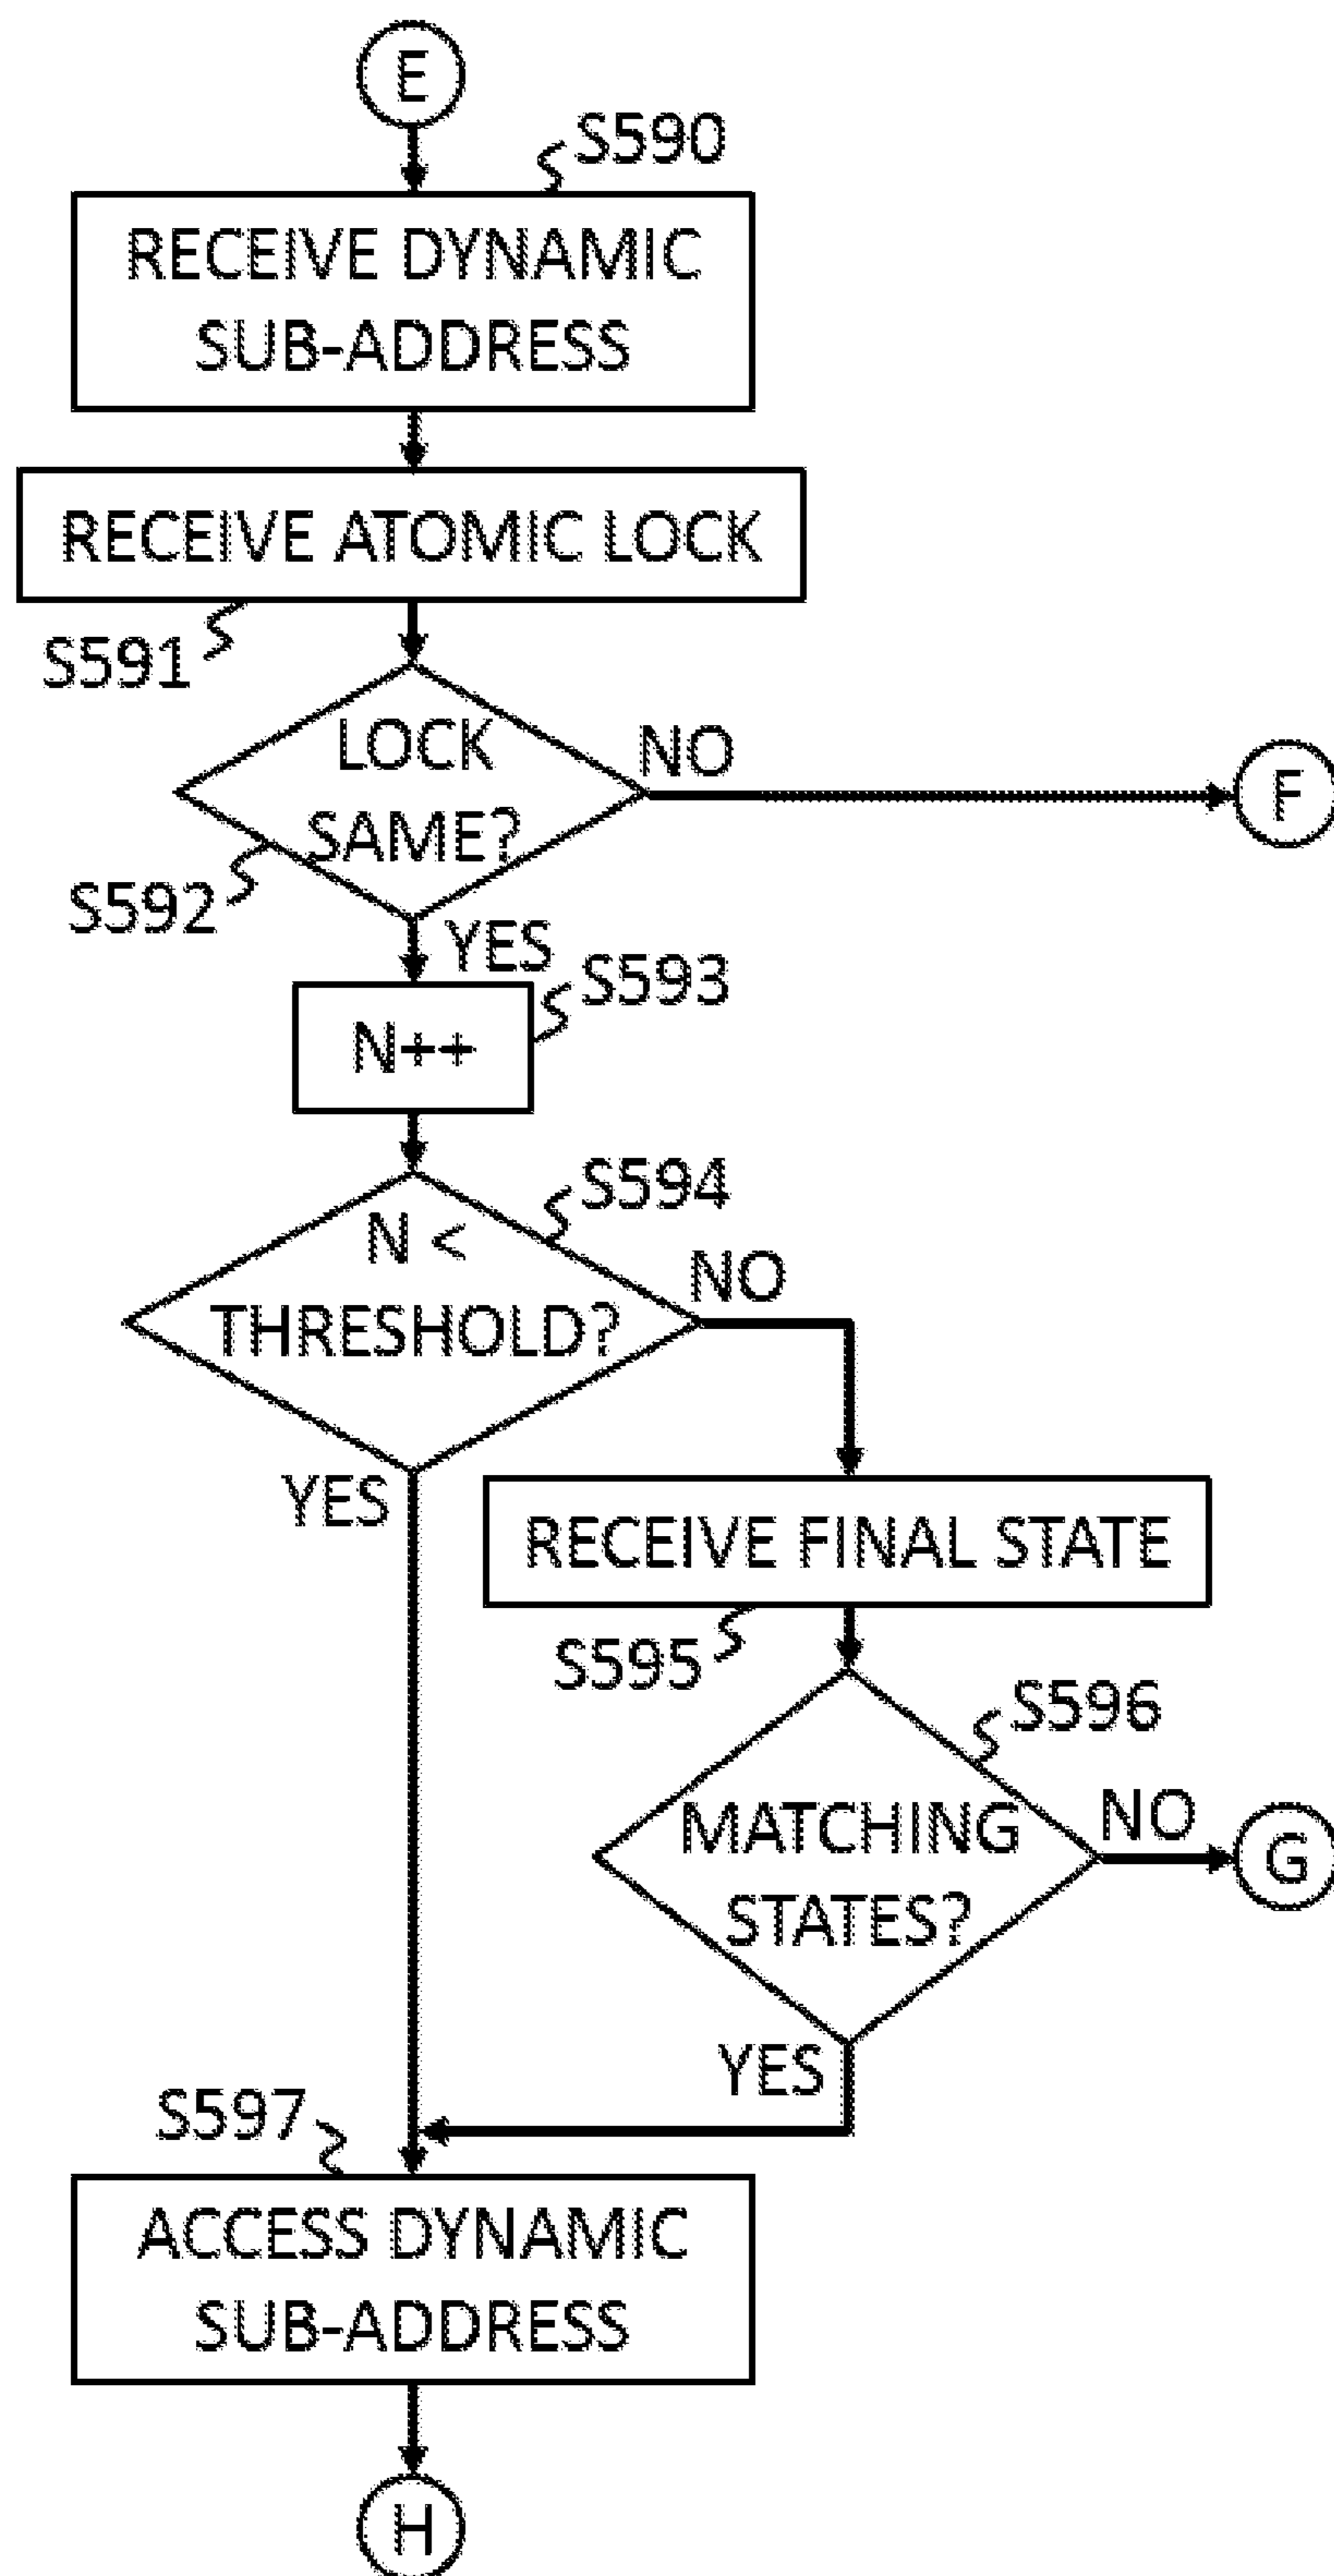 E
S590
RECEIVE DYNAMIC
SUB-ADDRESS
RECEIVE ATOMIC LOCK
S591
LOCK
SAME?
NO
F
S592
YES
S593
N++
S594
N <
THRESHOLD?
NO
YES
RECEIVE FINAL STATE
S595
S596
MATCHING
STATES?
NO
G
YES
S597
ACCESS DYNAMIC
SUB-ADDRESS
H